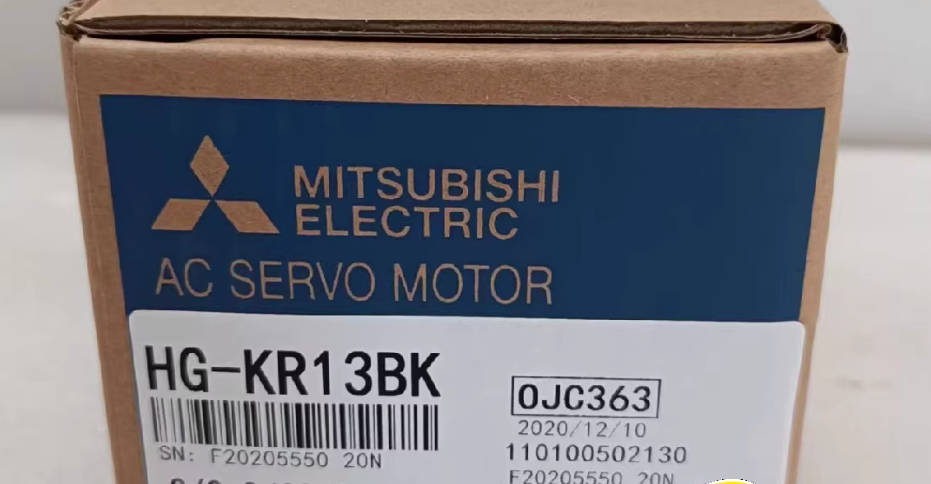 MITSUBISHI
ELECTRIC
AC SERVO MOTOR
HG-KR13BK
0JC363
2020/12/10
SN: F20205550 20N
110100502130
F20205550 20N